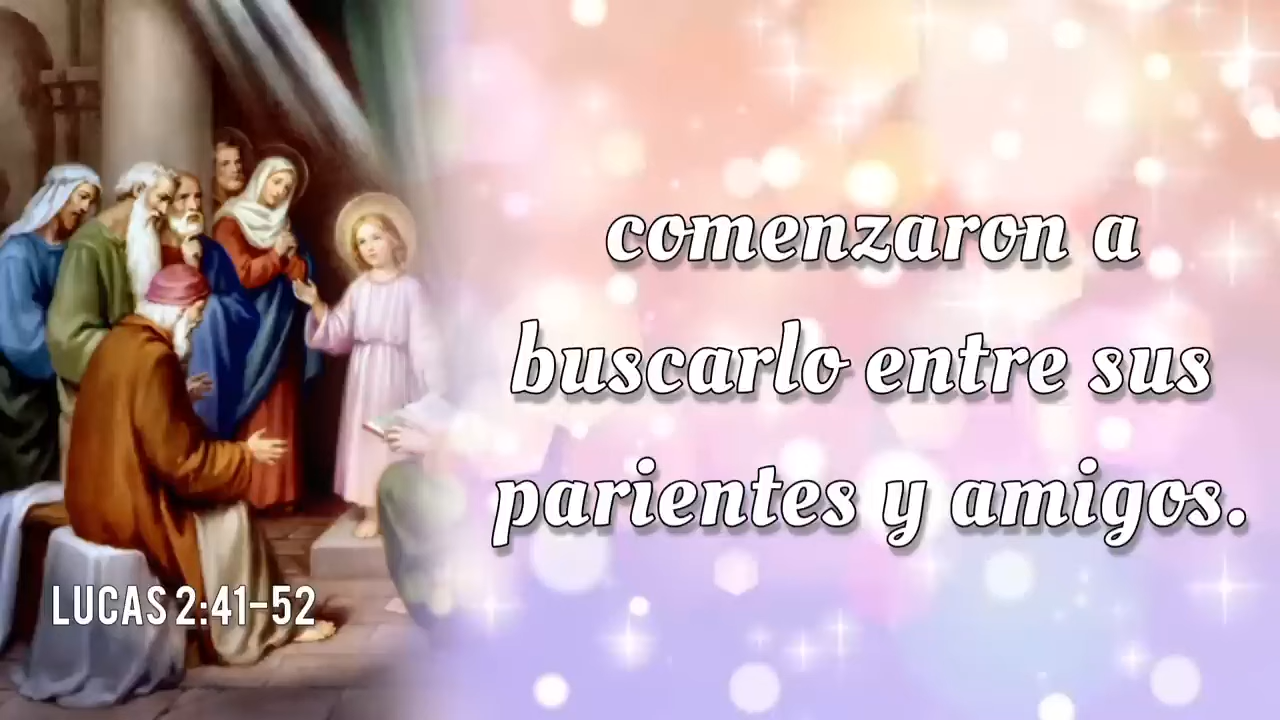 comenzaron a
buscarlo entre sus
parientes y amigos.
LUCAS 2:41-52